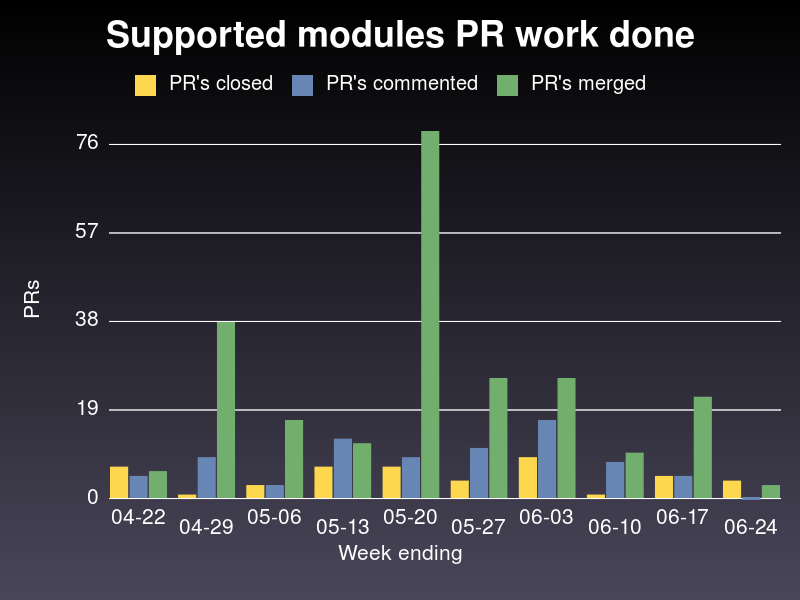 Supported modules PR work done
PR's closed PR's commented PR's merged
76
57
38
19
0
PRs
04-22 04-29 05-06 05-13 05-20 05-27 06-03 06-10 06-17 06-24
Week ending